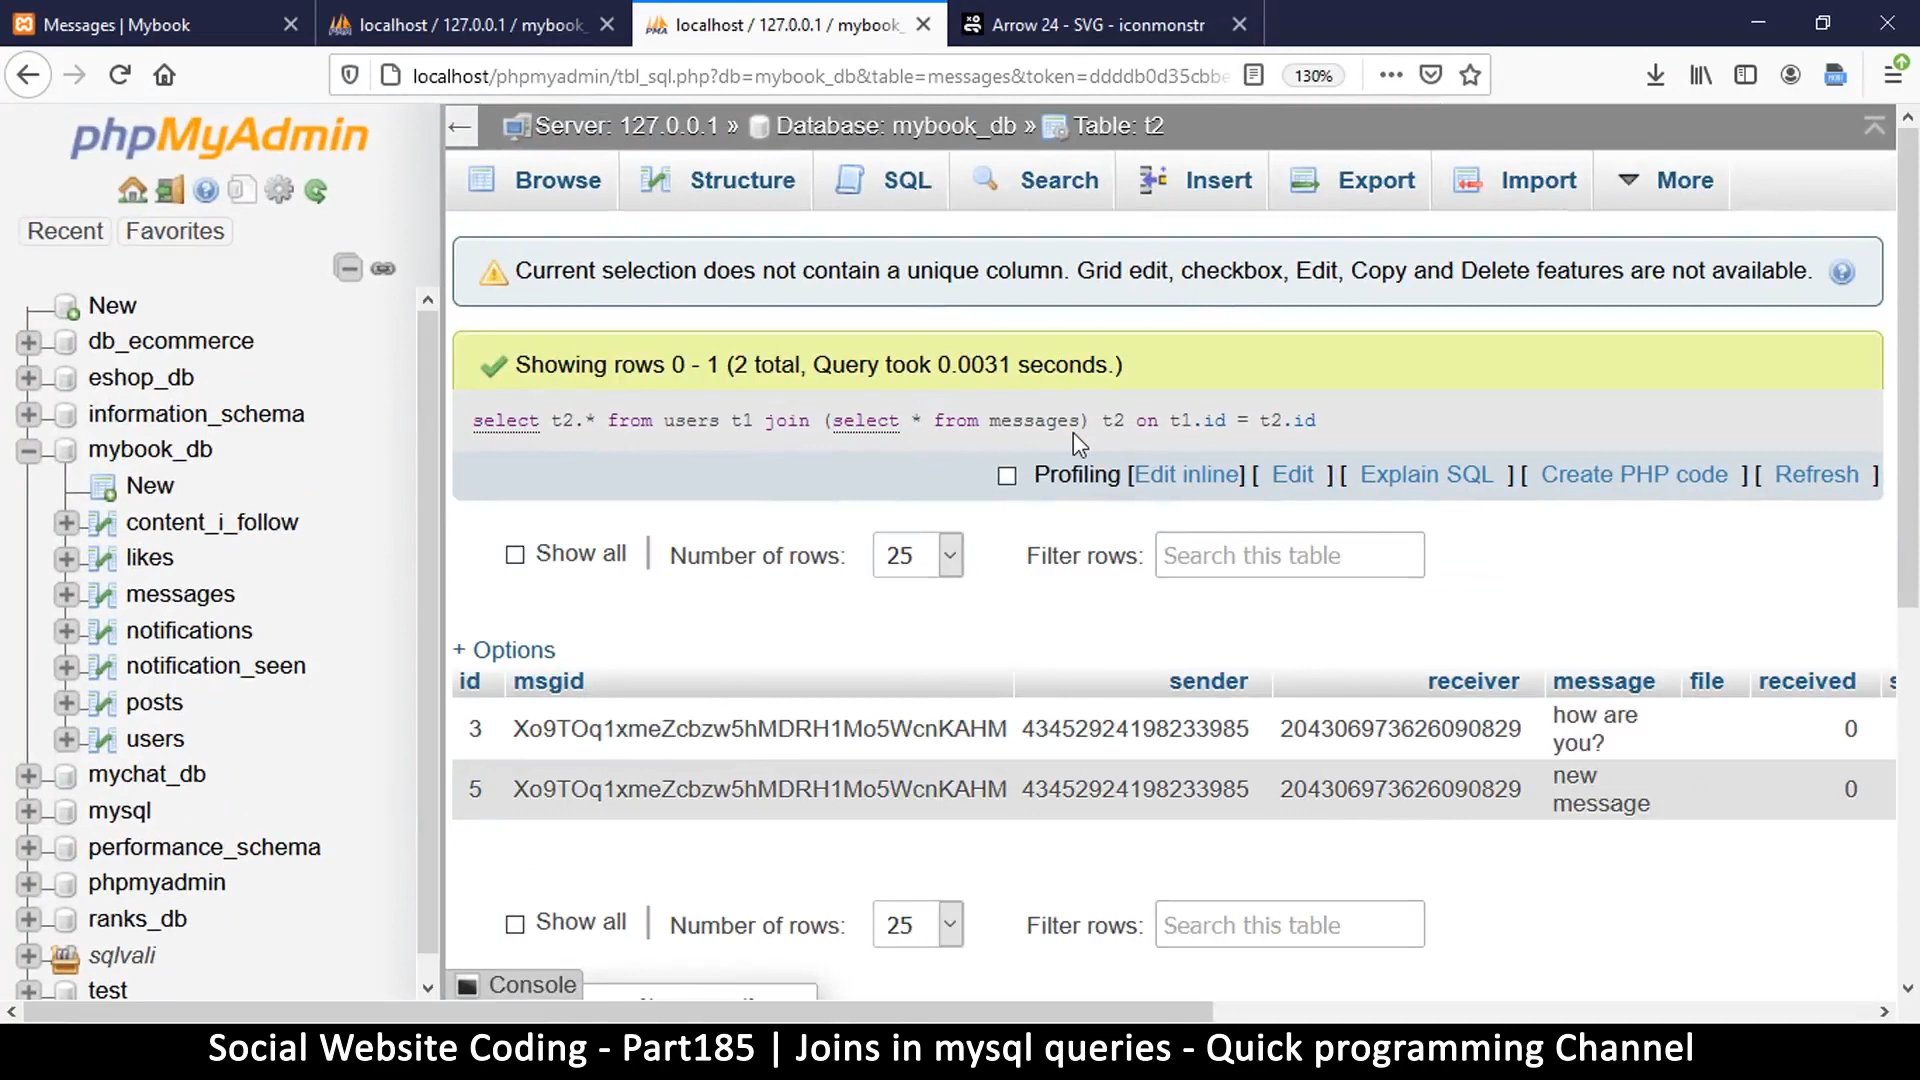 Messages | Mybook
localhost / 127.0.0.1 / mybook_
localhost / 127.0.0.1 / mybook_
Arrow 24 - SVG - iconmonstr
localhost/phpmyadmin/tbl_sql.php?db=mybook_db&table=messages&token=ddddb0d35cbbe
130%
phpMyAdmin
Recent
Favorites
New
db_ecommerce
eshop_db
information_schema
mybook_db
New
content_i_follow
likes
messages
notifications
notification_seen
posts
users
mychat_db
mysql
performance_schema
phpmyadmin
ranks_db
sqlvali
test
Server: 127.0.0.1 » Database: mybook_db » Table: t2
Browse Structure SQL Search Insert Export Import More
Current selection does not contain a unique column. Grid edit, checkbox, Edit, Copy and Delete features are not available.
Showing rows 0 - 1 (2 total, Query took 0.0031 seconds.)
select t2.* from users t1 join (select * from messages) t2 on t1.id = t2.id
Profiling [Edit inline] [ Edit ] [ Explain SQL ] [ Create PHP code ] [ Refresh ]
Show all | Number of rows: 25 Filter rows: Search this table
+ Options
id msgid sender receiver message file received s
3 Xo9TOq1xmeZcbzw5hMDRH1Mo5WcnKAHM 43452924198233985 204306973626090829 how are you? 0
5 Xo9TOq1xmeZcbzw5hMDRH1Mo5WcnKAHM 43452924198233985 204306973626090829 new message 0
Show all | Number of rows: 25 Filter rows: Search this table
Console
Social Website Coding - Part185 | Joins in mysql queries - Quick programming Channel